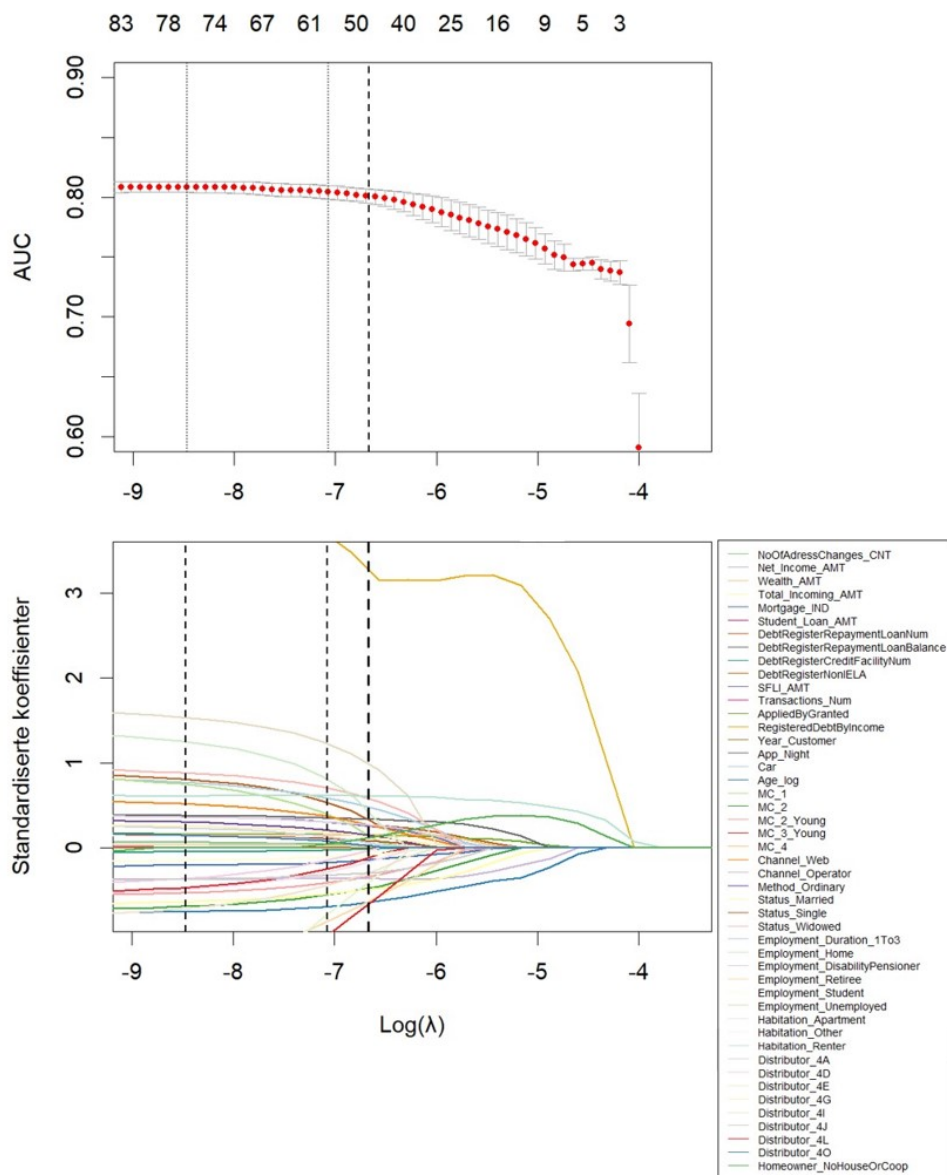 83 78 74 67 61 50 40 25 16 9 5 3
0.90
0.80
0.70
0.60
AUC
-9 -8 -7 -6 -5 -4
3
2
1
0
Standardiserte koeffisienter
-9 -8 -7 -6 -5 -4
Log(λ)
NoOfAdressChanges_CNT
Net_Income_AMT
Wealth_AMT
Total_Incoming_AMT
Mortgage_IND
Student_Loan_AMT
DebtRegisterRepaymentLoanNum
DebtRegisterRepaymentLoanBalance
DebtRegisterCreditFacilityNum
DebtRegisterNonIELA
SFLI_AMT
Transactions_Num
AppliedByGranted
RegisteredDebtByIncome
Year_Customer
App_Night
Car
Age_log
MC_1
MC_2
MC_2_Young
MC_3_Young
MC_4
Channel_Web
Channel_Operator
Method_Ordinary
Status_Married
Status_Single
Status_Widowed
Employment_Duration_1To3
Employment_Home
Employment_DisabilityPensioner
Employment_Retiree
Employment_Student
Employment_Unemployed
Habitation_Apartment
Habitation_Other
Habitation_Renter
Distributor_4A
Distributor_4D
Distributor_4E
Distributor_4G
Distributor_4I
Distributor_4J
Distributor_4L
Distributor_4O
Homeowner_NoHouseOrCoop